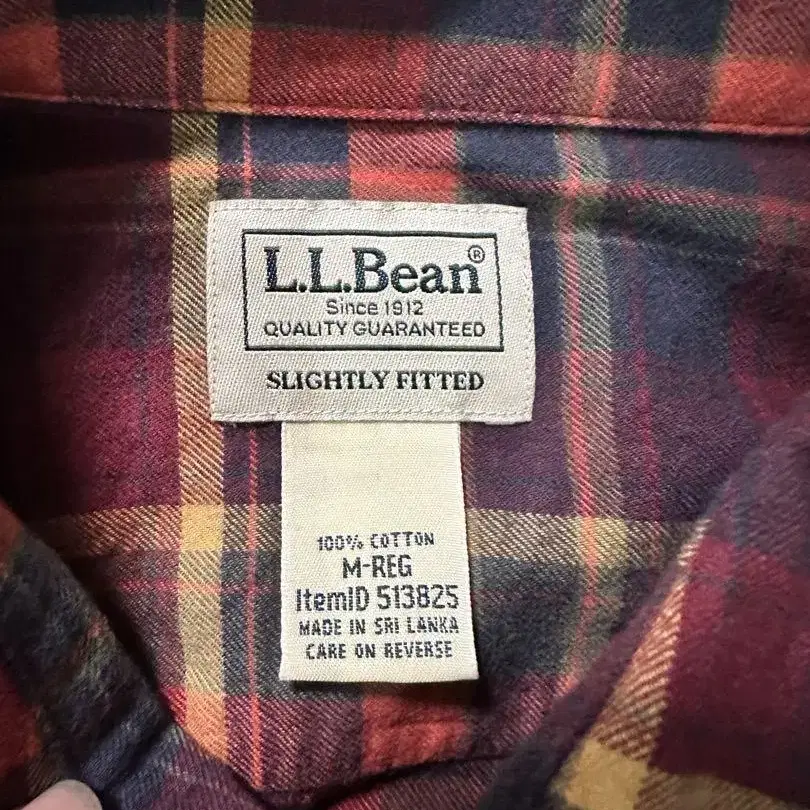 L.L.Bean®
Since 1912
QUALITY GUARANTEED
SLIGHTLY FITTED
100% COTTON
M-REG
ItemID 513825
MADE IN SRI LANKA
CARE ON REVERSE